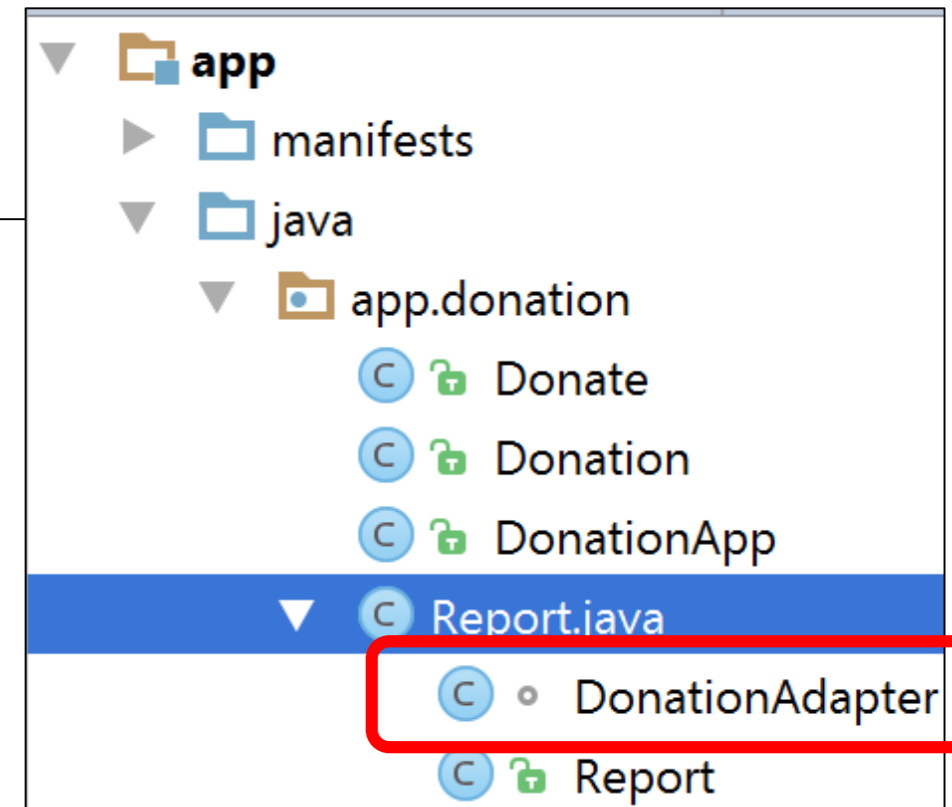 app
manifests
java
app.donation
C Donate
C Donation
C DonationApp
C Report.java
C DonationAdapter
C Report